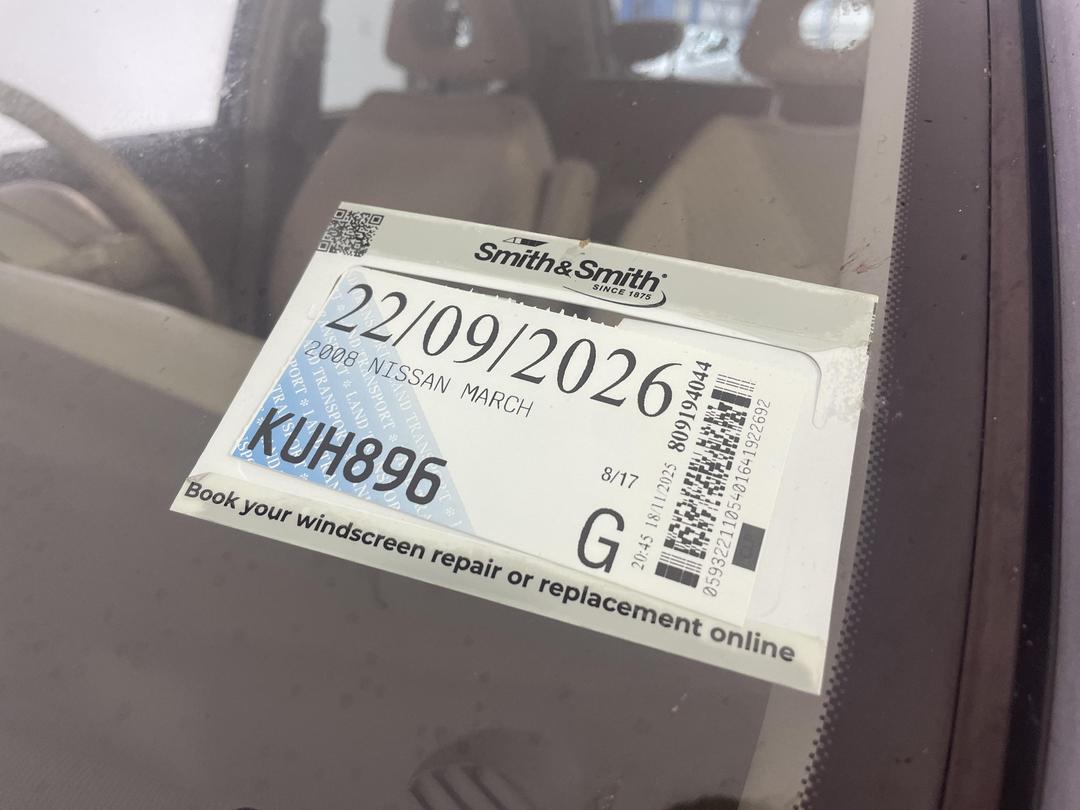 Smith&Smith®
SINCE 1875
22/09/2026
2008 NISSAN MARCH
KUH896
8/17
G
20:45 18/11/2025 809194044
0593221105401641922692
Book your windscreen repair or replacement online